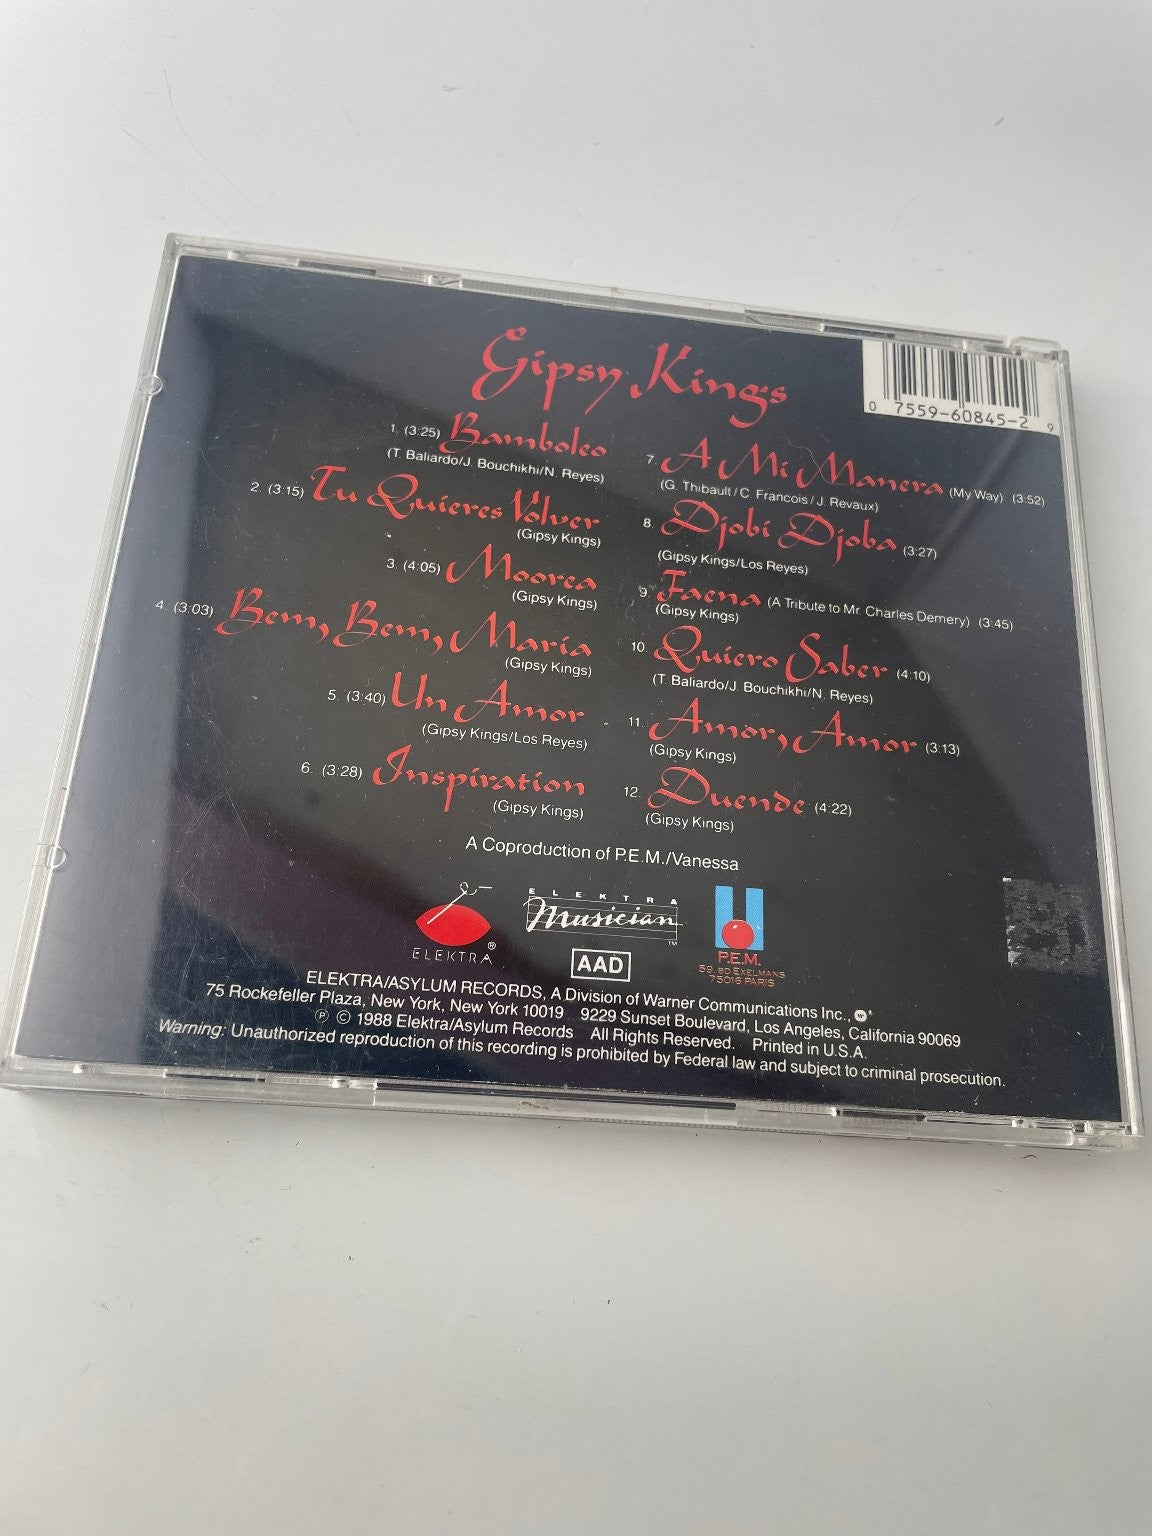 Gipsy Kings
0 7559-60845-2 9
1. (3:25) Bamboleo
(T. Baliardo/J. Bouchikhi/N. Reyes)
2. (3:15) Tu Quieres Volver
(Gipsy Kings)
3. (4:05) Moorea
(Gipsy Kings)
4. (3:03) Bem, Bem, Maria
(Gipsy Kings)
5. (3:40) Un Amor
(Gipsy Kings/Los Reyes)
6. (3:28) Inspiration
(Gipsy Kings)
7. A Mi Manera (My Way) (3:52)
(G. Thibault/C. Francois/J. Revaux)
8. Djobi Djoba (3:27)
(Gipsy Kings/Los Reyes)
9. Faena (A Tribute to Mr. Charles Demery) (3:45)
(Gipsy Kings)
10. Quiero Saber (4:10)
(T. Baliardo/J. Bouchikhi/N. Reyes)
11. Amor, Amor (3:13)
(Gipsy Kings)
12. Duende (4:22)
(Gipsy Kings)
A Coproduction of P.E.M./Vanessa
ELEKTRA®
ELEKTRA
Musician™
AAD
P.E.M.
59, BD EXELMANS
75016 PARIS
ELEKTRA/ASYLUM RECORDS, A Division of Warner Communications Inc.,
75 Rockefeller Plaza, New York, New York 10019 9229 Sunset Boulevard, Los Angeles, California 90069
℗ © 1988 Elektra/Asylum Records All Rights Reserved. Printed in U.S.A.
Warning: Unauthorized reproduction of this recording is prohibited by Federal law and subject to criminal prosecution.